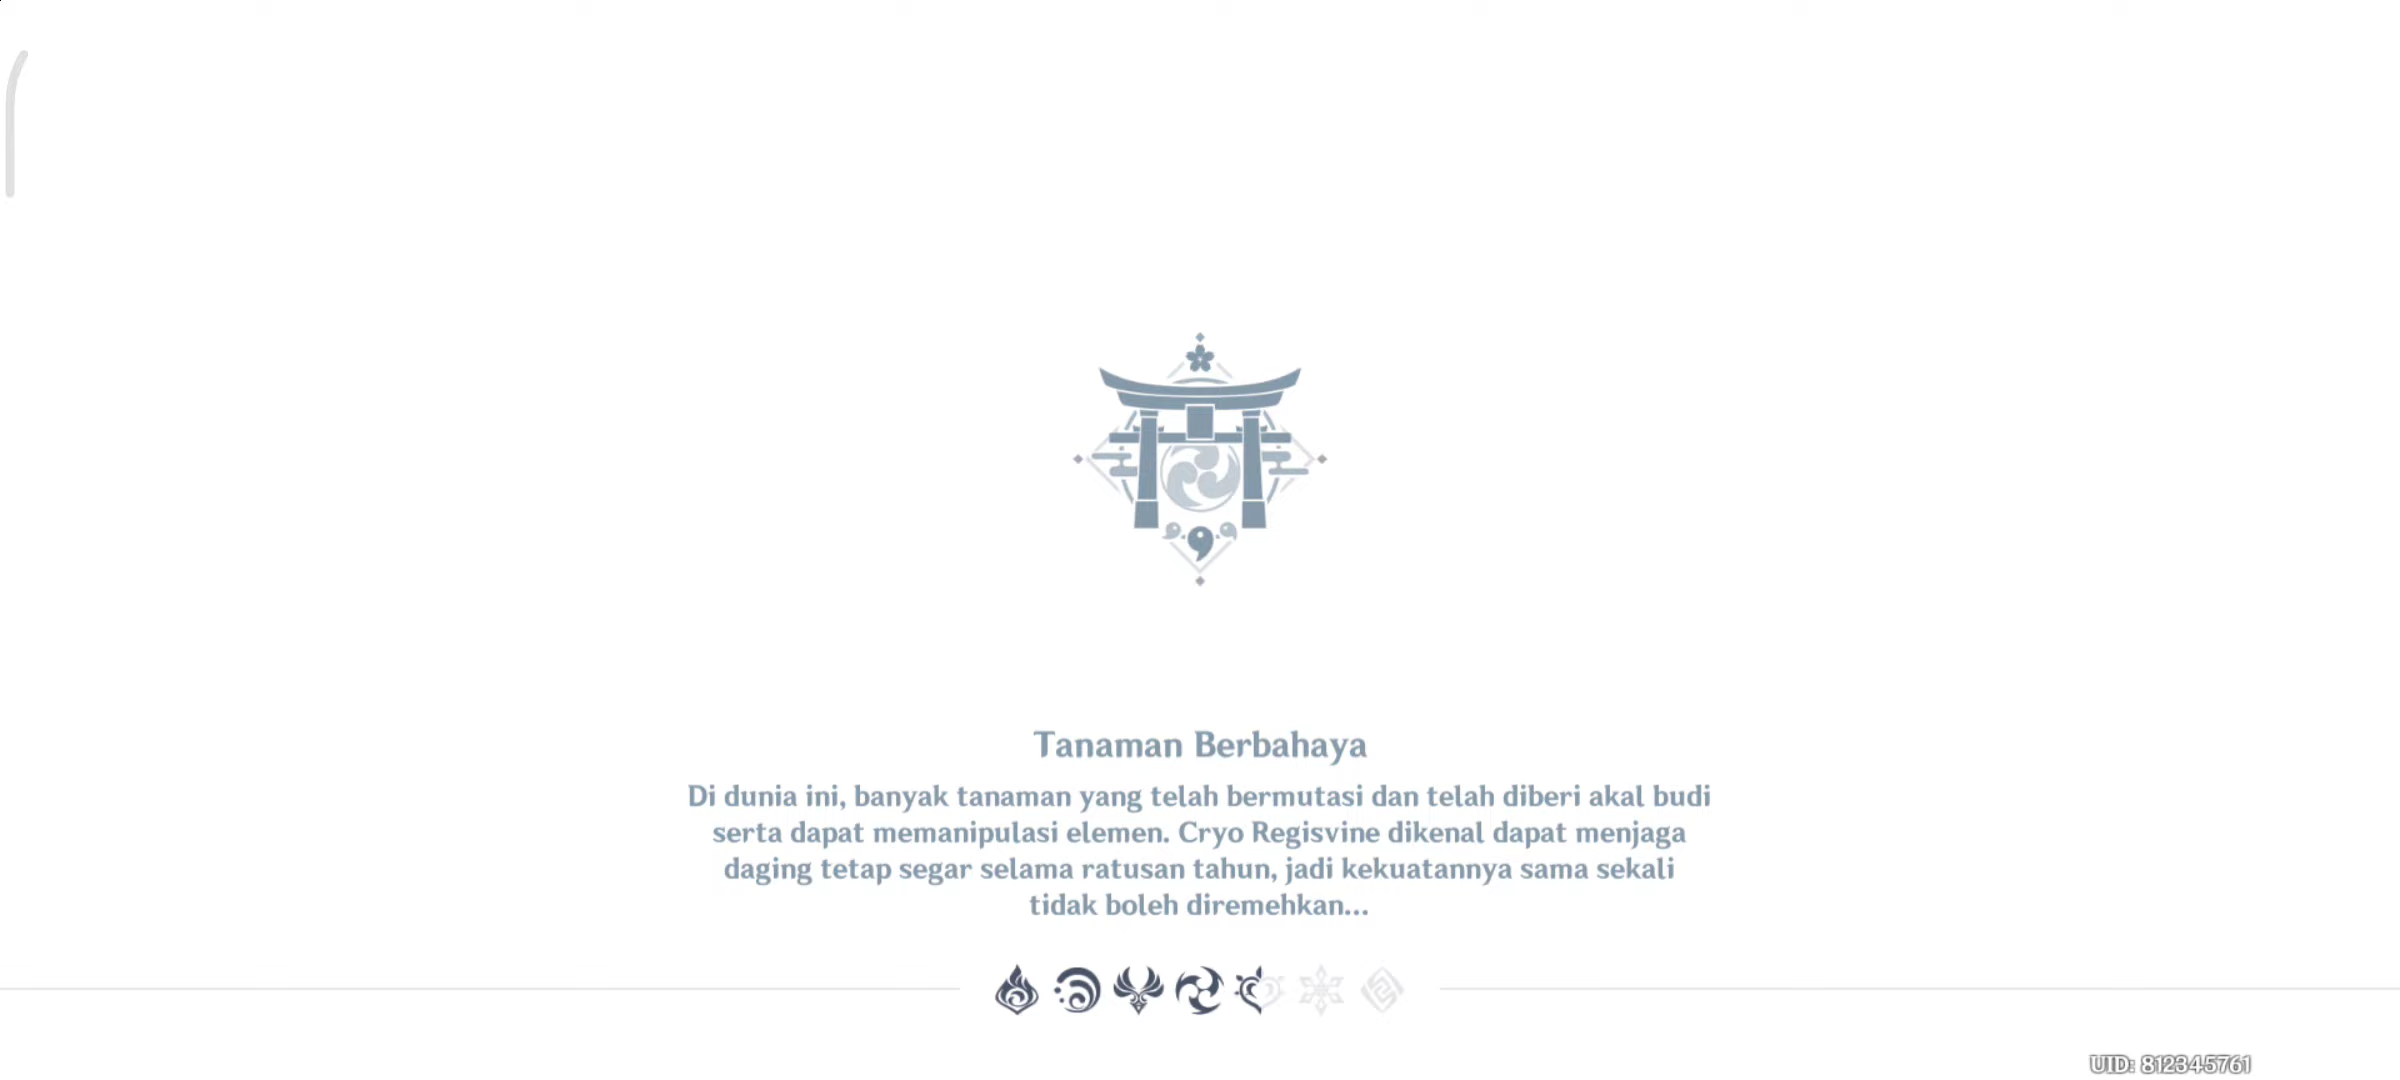 Tanaman Berbahaya
Di dunia ini, banyak tanaman yang telah bermutasi dan telah diberi akal budi
serta dapat memanipulasi elemen. Cryo Regisvine dikenal dapat menjaga
daging tetap segar selama ratusan tahun, jadi kekuatannya sama sekali
tidak boleh diremehkan...
UID: 812345761